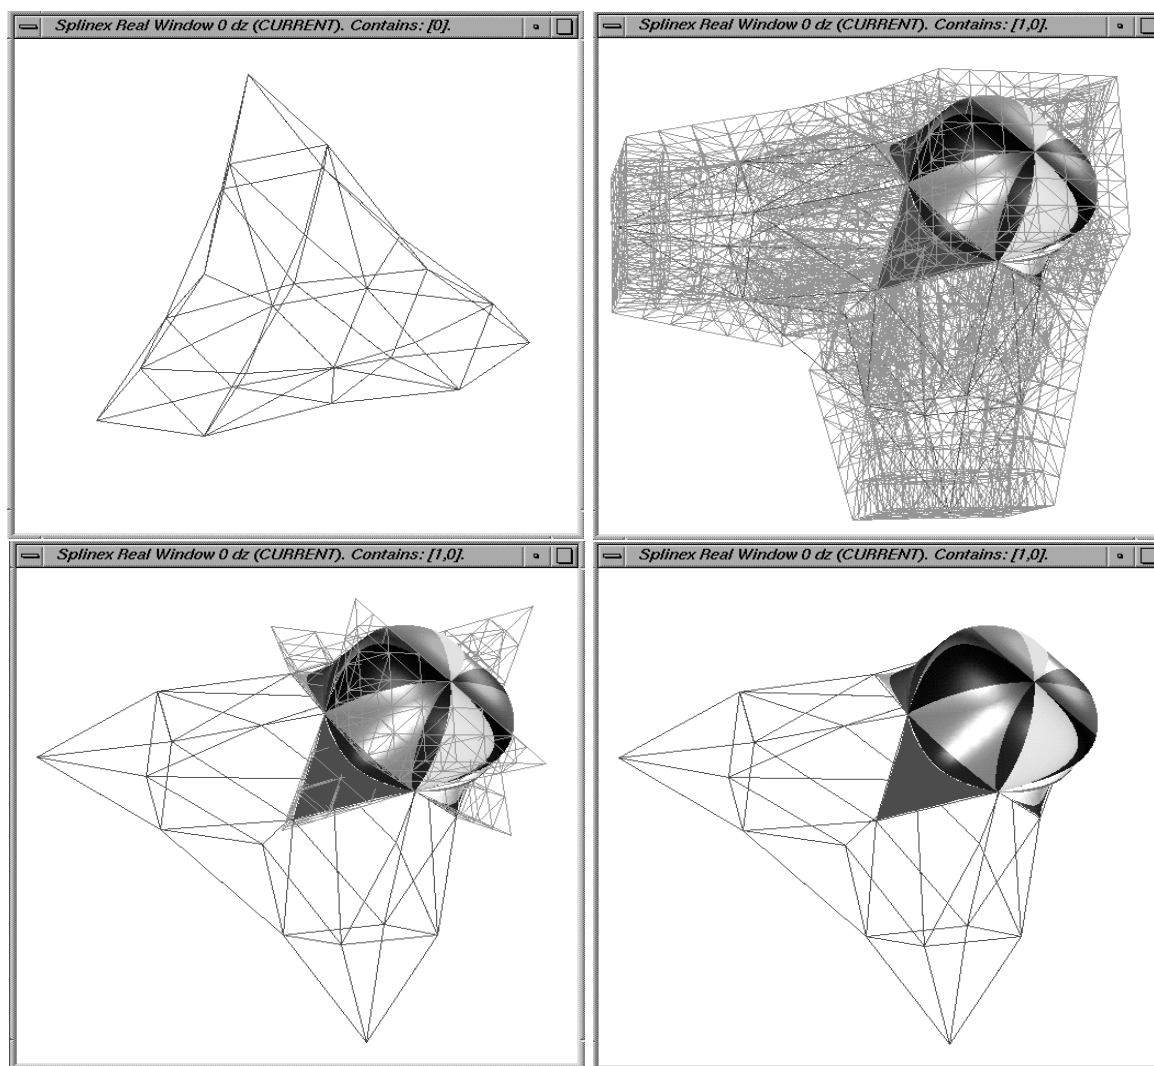 Splinex Real Window 0 dz (CURRENT). Contains: [0].
Splinex Real Window 0 dz (CURRENT). Contains: [1,0].
Splinex Real Window 0 dz (CURRENT). Contains: [1,0].
Splinex Real Window 0 dz (CURRENT). Contains: [1,0].